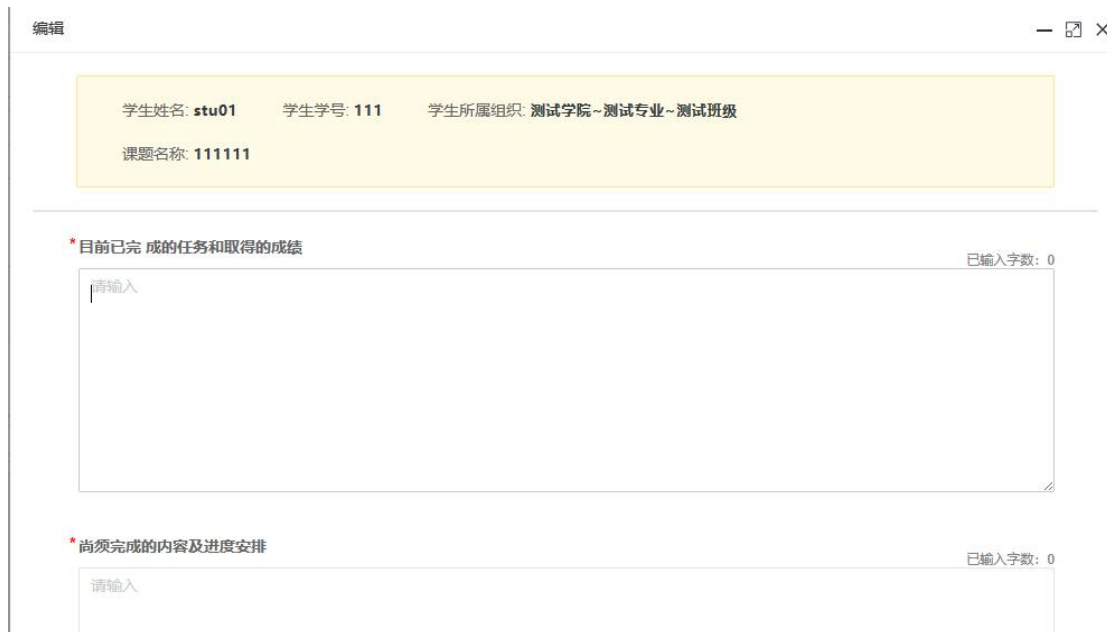 编辑
学生姓名: stu01 学生学号: 111 学生所属组织: 测试学院~测试专业~测试班级
课题名称: 111111
*目前已完 成的任务和取得的成绩
已输入字数: 0
请输入
*尚须完成的内容及进度安排
已输入字数: 0
请输入